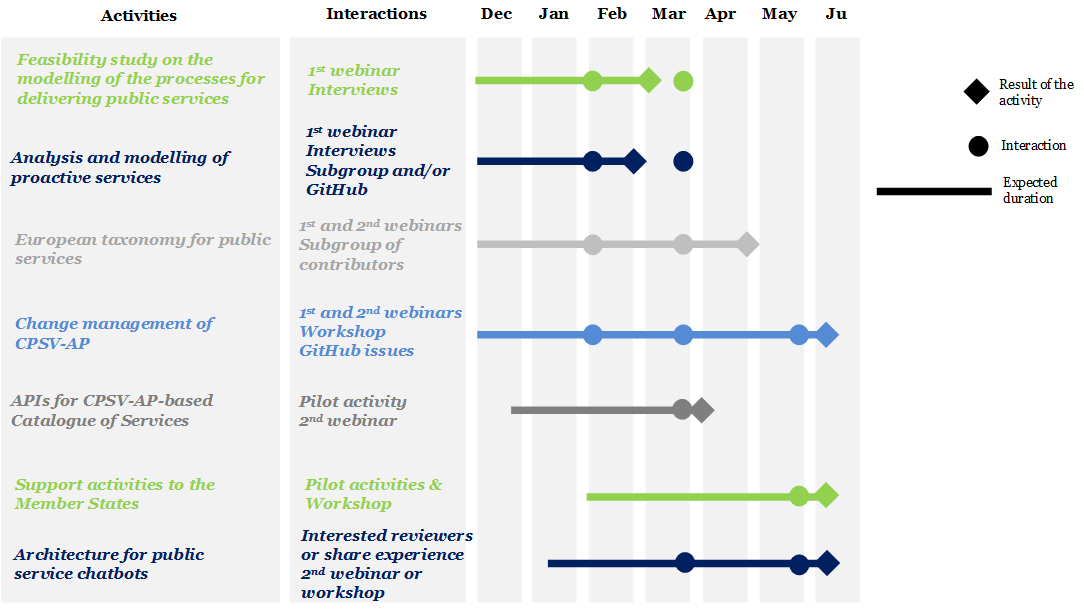 Activities
Interactions
Dec Jan Feb Mar Apr May Ju
Feasibility study on the
modelling of the processes for
delivering public services
1st webinar
Interviews
Analysis and modelling of
proactive services
1st webinar
Interviews
Subgroup and/or
GitHub
European taxonomy for public
services
1st and 2nd webinars
Subgroup of
contributors
Change management of
CPSV-AP
1st and 2nd webinars
Workshop
GitHub issues
APIs for CPSV-AP-based
Catalogue of Services
Pilot activity
2nd webinar
Support activities to the
Member States
Pilot activities &
Workshop
Architecture for public
service chatbots
Interested reviewers
or share experience
2nd webinar or
workshop
Result of the
activity
Interaction
Expected
duration